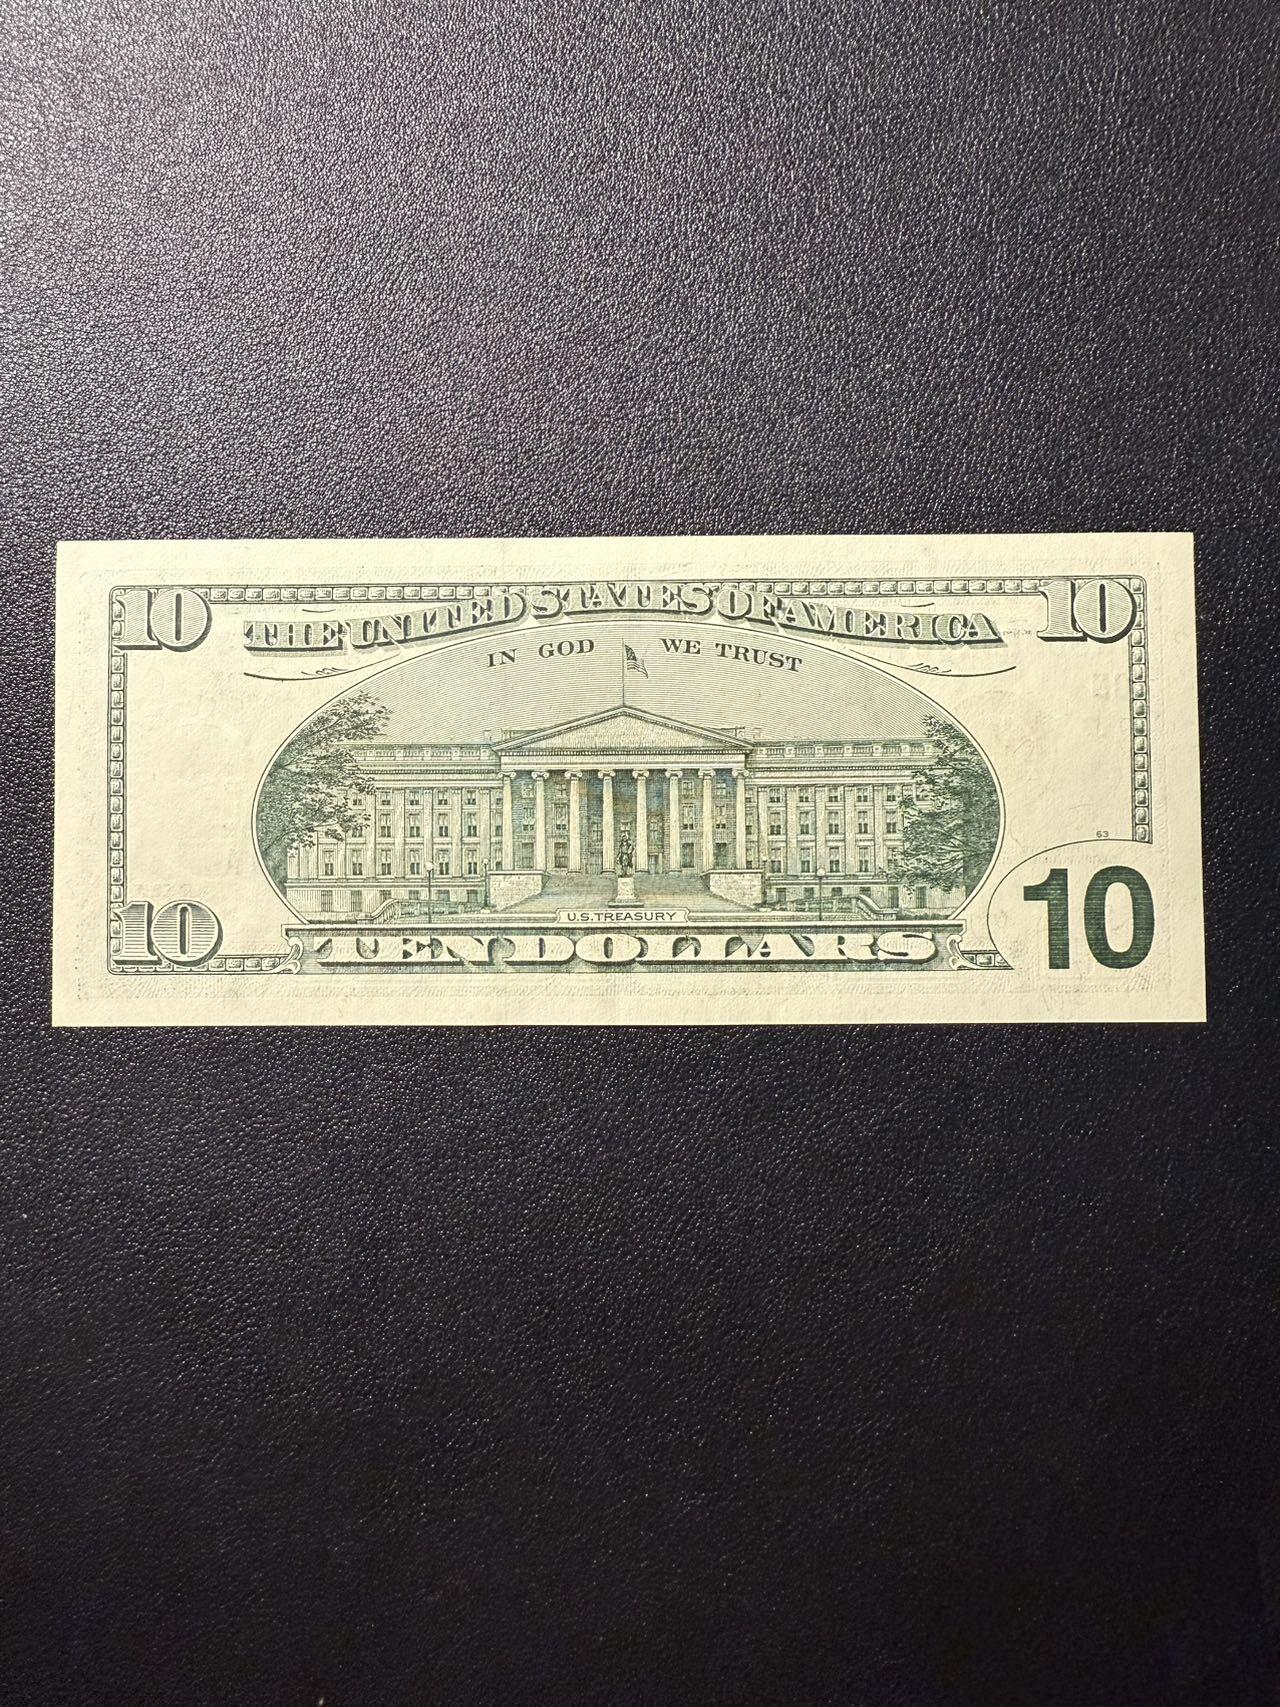 10 THE UNITED STATES OF AMERICA 10
IN GOD WE TRUST
63
U.S. TREASURY
10 TEN DOLLARS 10